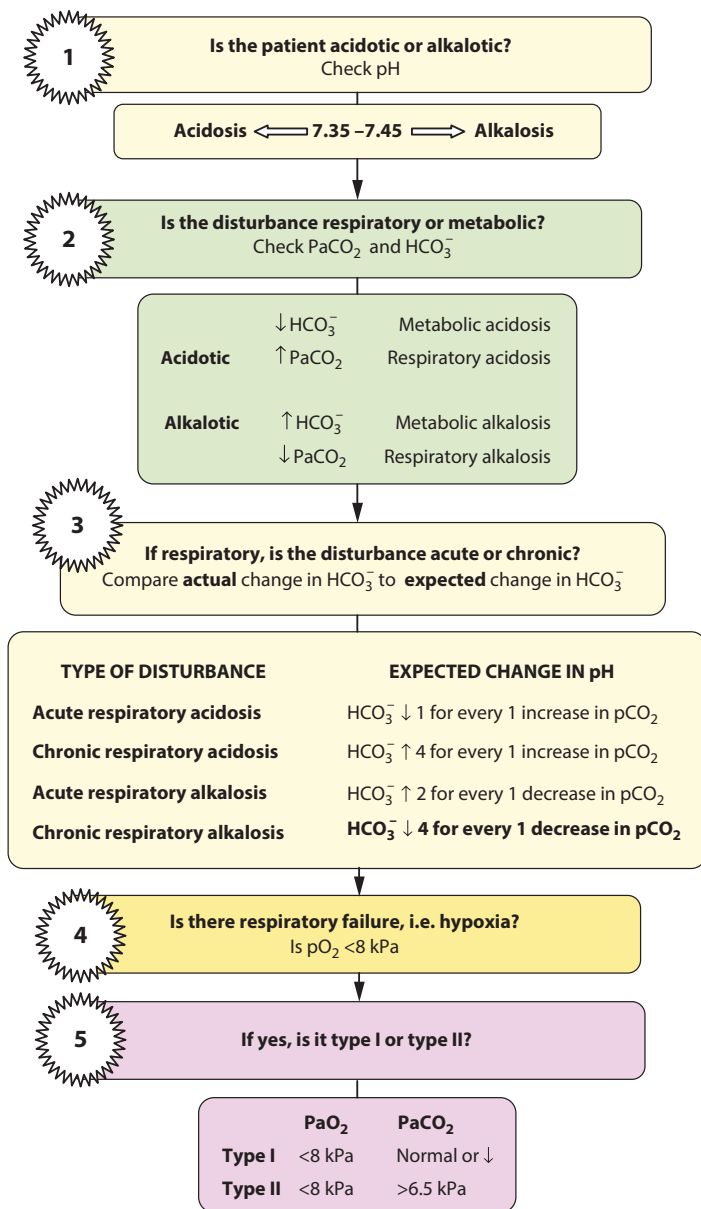 1
Is the patient acidotic or alkalotic?
Check pH
Acidosis 7.35 –7.45 Alkalosis
2
Is the disturbance respiratory or metabolic?
Check PaCO₂ and HCO₃⁻
↓HCO₃⁻ Metabolic acidosis
Acidotic ↑PaCO₂ Respiratory acidosis
Alkalotic ↑HCO₃⁻ Metabolic alkalosis
↓PaCO₂ Respiratory alkalosis
3
If respiratory, is the disturbance acute or chronic?
Compare actual change in HCO₃⁻ to expected change in HCO₃⁻
TYPE OF DISTURBANCE EXPECTED CHANGE IN pH
Acute respiratory acidosis HCO₃⁻ ↓ 1 for every 1 increase in pCO₂
Chronic respiratory acidosis HCO₃⁻ ↑ 4 for every 1 increase in pCO₂
Acute respiratory alkalosis HCO₃⁻ ↑ 2 for every 1 decrease in pCO₂
Chronic respiratory alkalosis HCO₃⁻ ↓ 4 for every 1 decrease in pCO₂
4
Is there respiratory failure, i.e. hypoxia?
Is pO₂ <8 kPa
5
If yes, is it type I or type II?
PaO₂ PaCO₂
Type I <8 kPa Normal or ↓
Type II <8 kPa >6.5 kPa